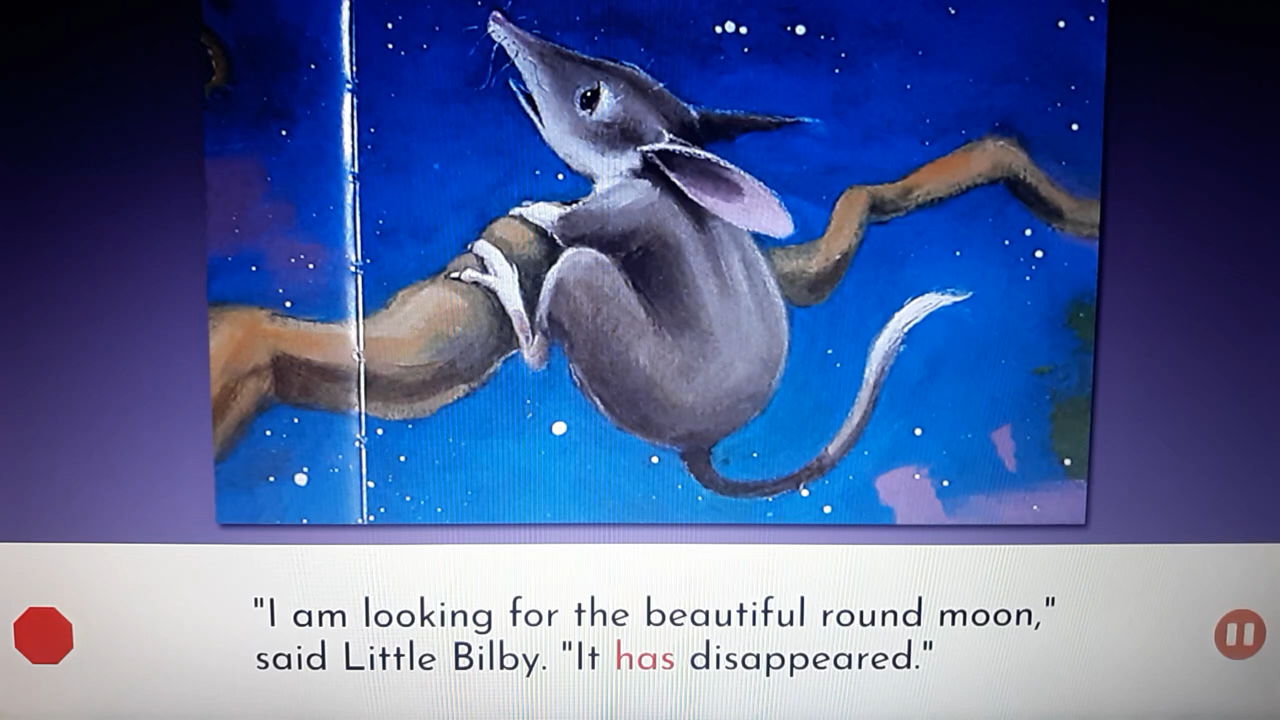 "I am looking for the beautiful round moon,"
said Little Bilby. "It has disappeared."